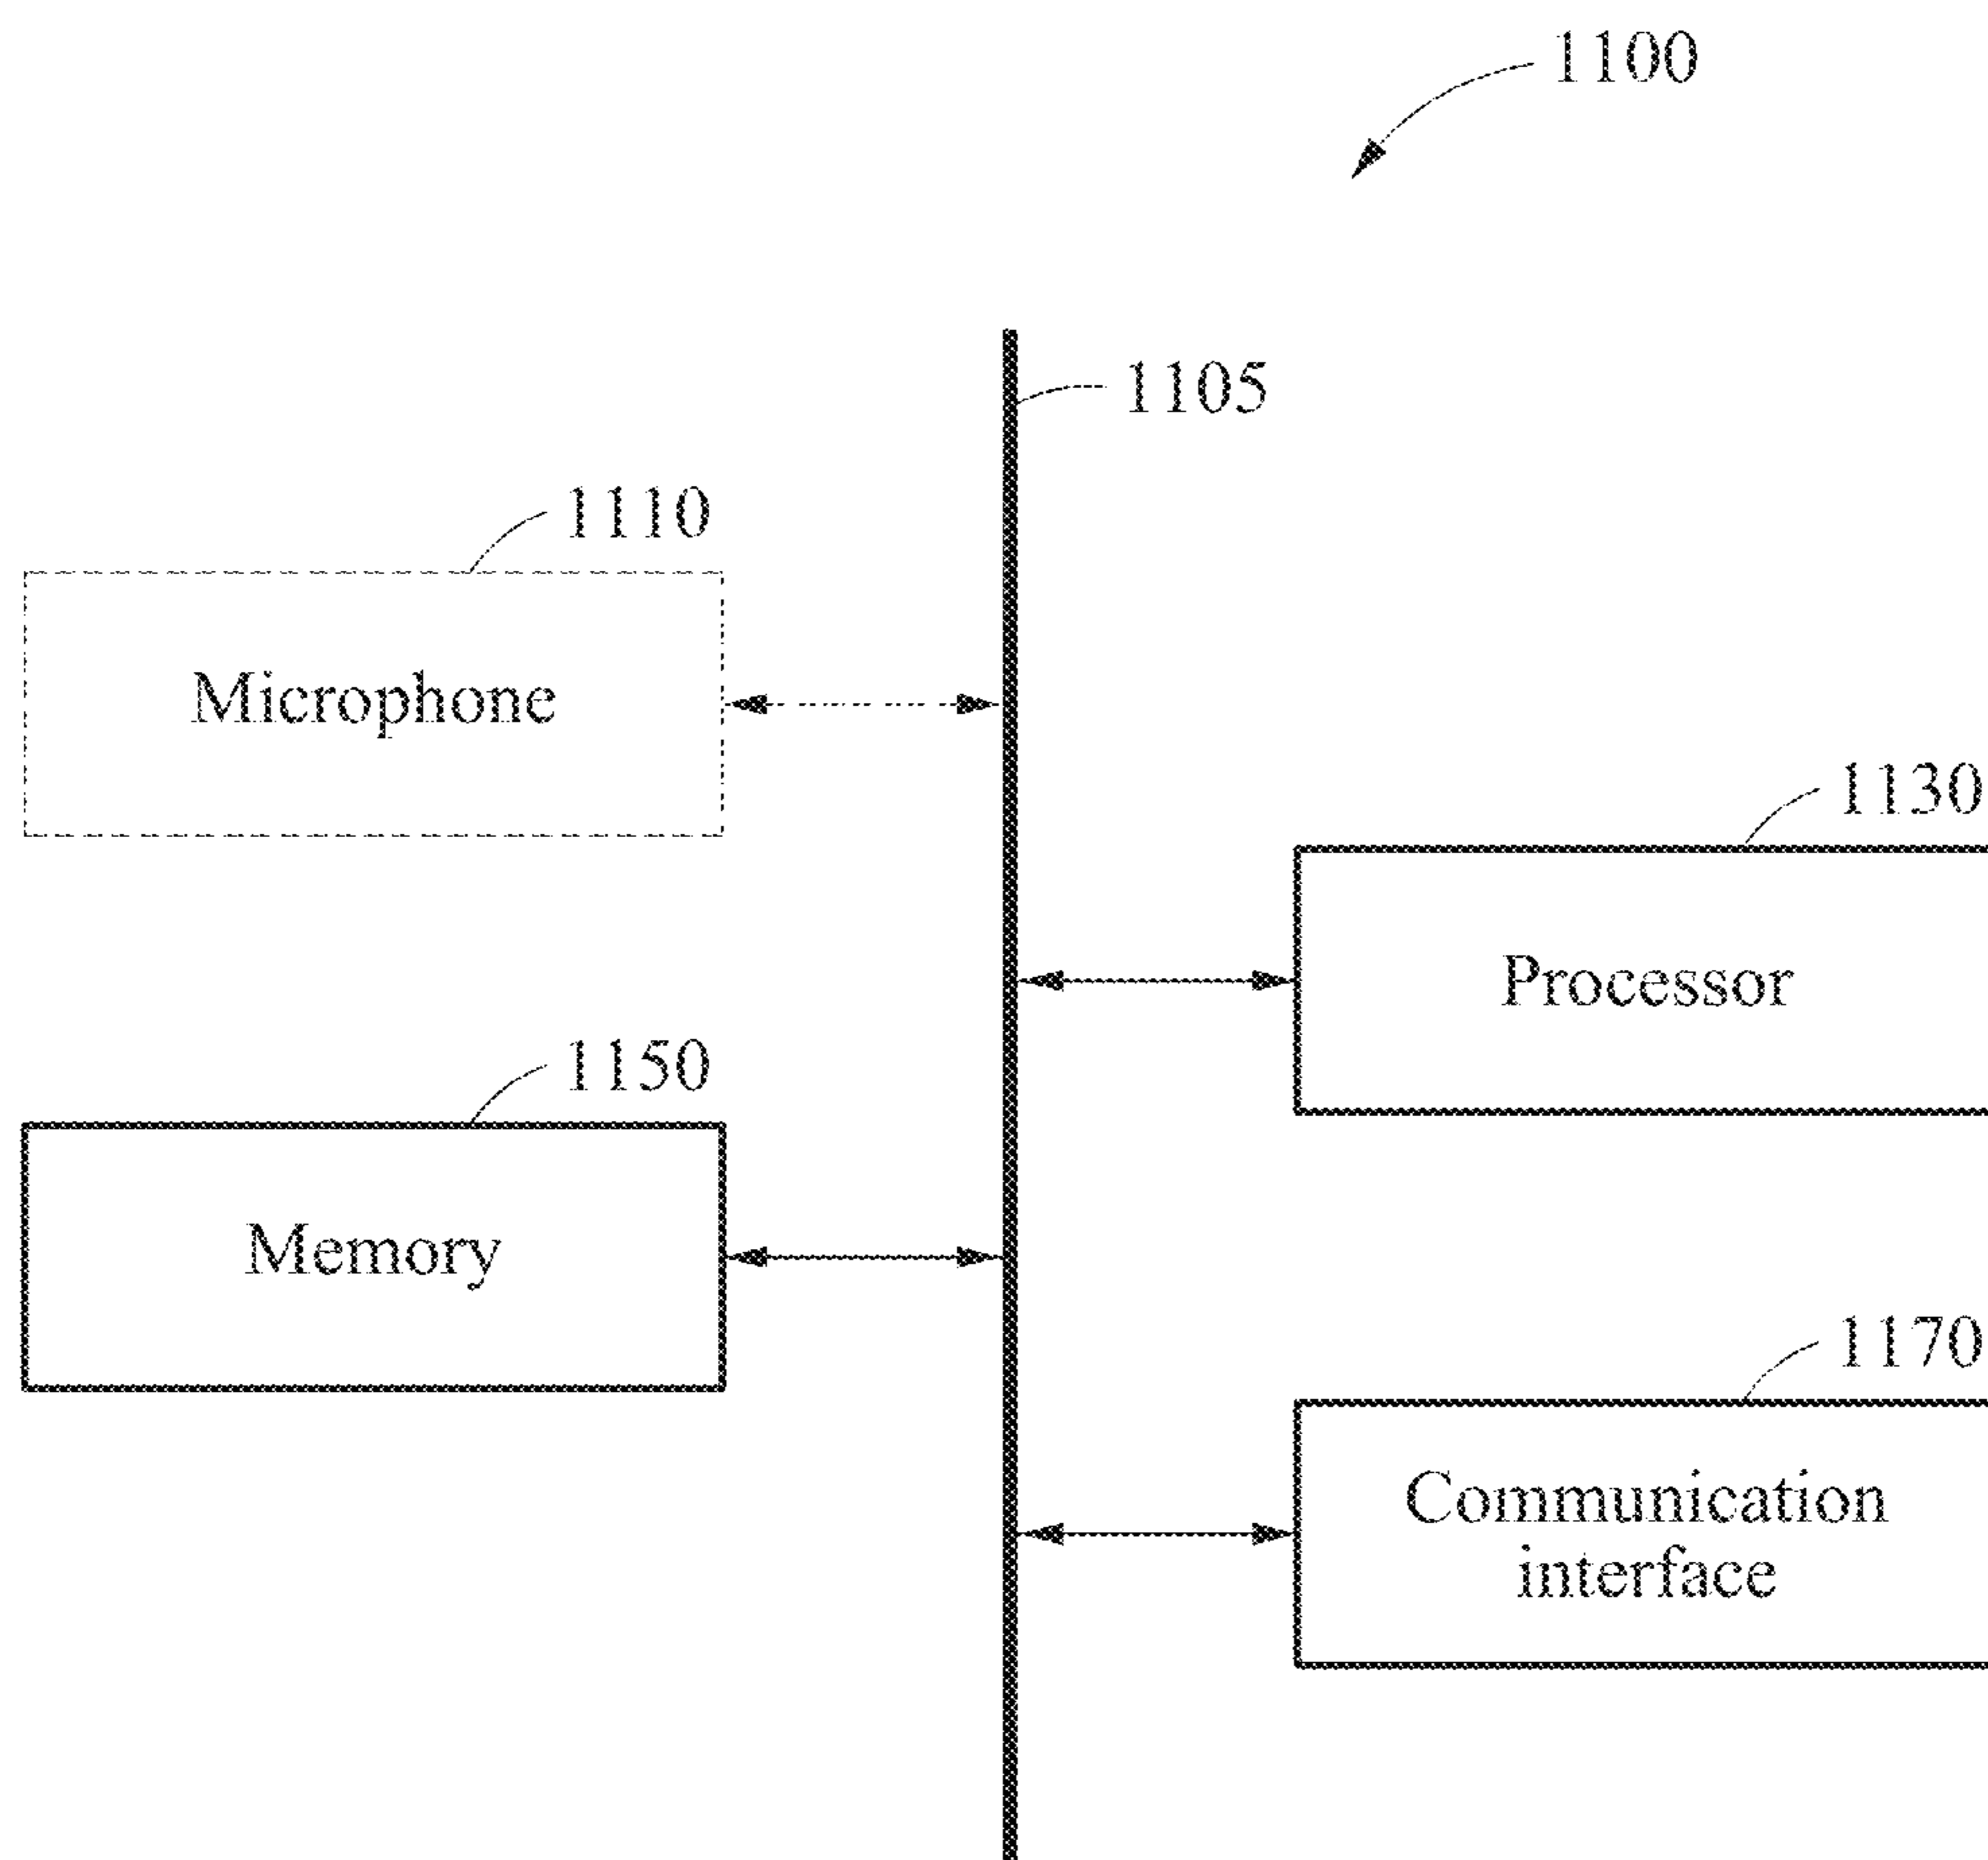 1100
1105
1110
Microphone
1130
Processor
1150
Memory
1170
Communication
interface